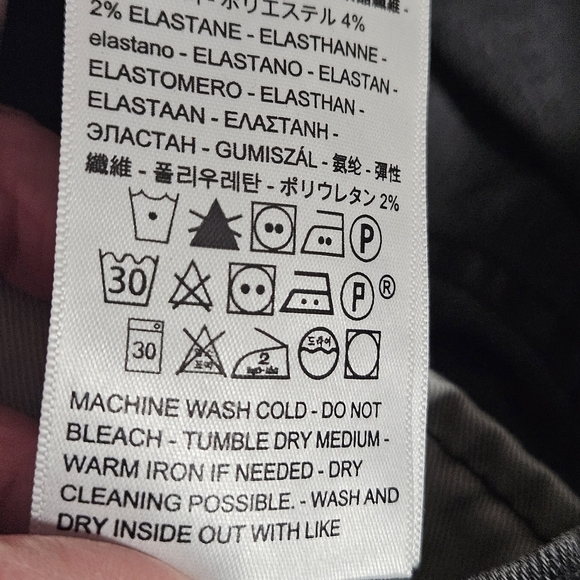 ポリエステル 4%
2% ELASTANE - ELASTHANNE -
elastano - ELASTANO - ELASTAN -
ELASTOMERO - ELASTHAN -
ELASTAAN - ΕΛΑΣΤΑΝΗ -
ЭЛАСТАН - GUMISZÁL - 氨纶 - 彈性
纖維 - 폴리우레탄 - ポリウレタン 2%
P
30 P ®
30 2 드라이
MACHINE WASH COLD - DO NOT
BLEACH - TUMBLE DRY MEDIUM -
WARM IRON IF NEEDED - DRY
CLEANING POSSIBLE. - WASH AND
DRY INSIDE OUT WITH LIKE